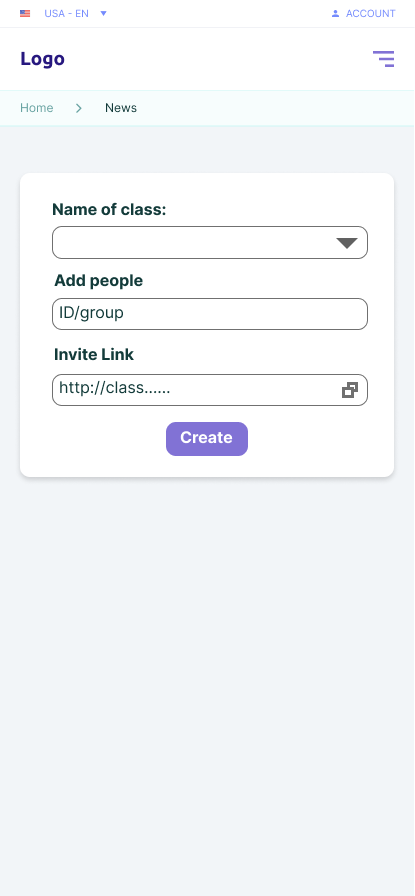 USA - EN
ACCOUNT
Logo
Home
News
Name of class:
Add people
ID/group
Invite Link
http://class......
Create